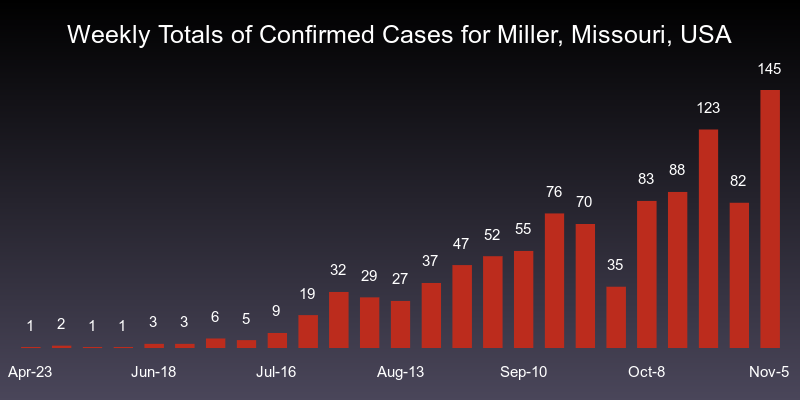 Weekly Totals of Confirmed Cases for Miller, Missouri, USA
1 2 1 1 3 3 6 5 9 19 32 29 27 37 47 52 55 76 70 35 83 88 123 82 145
Apr-23 Jun-18 Jul-16 Aug-13 Sep-10 Oct-8 Nov-5